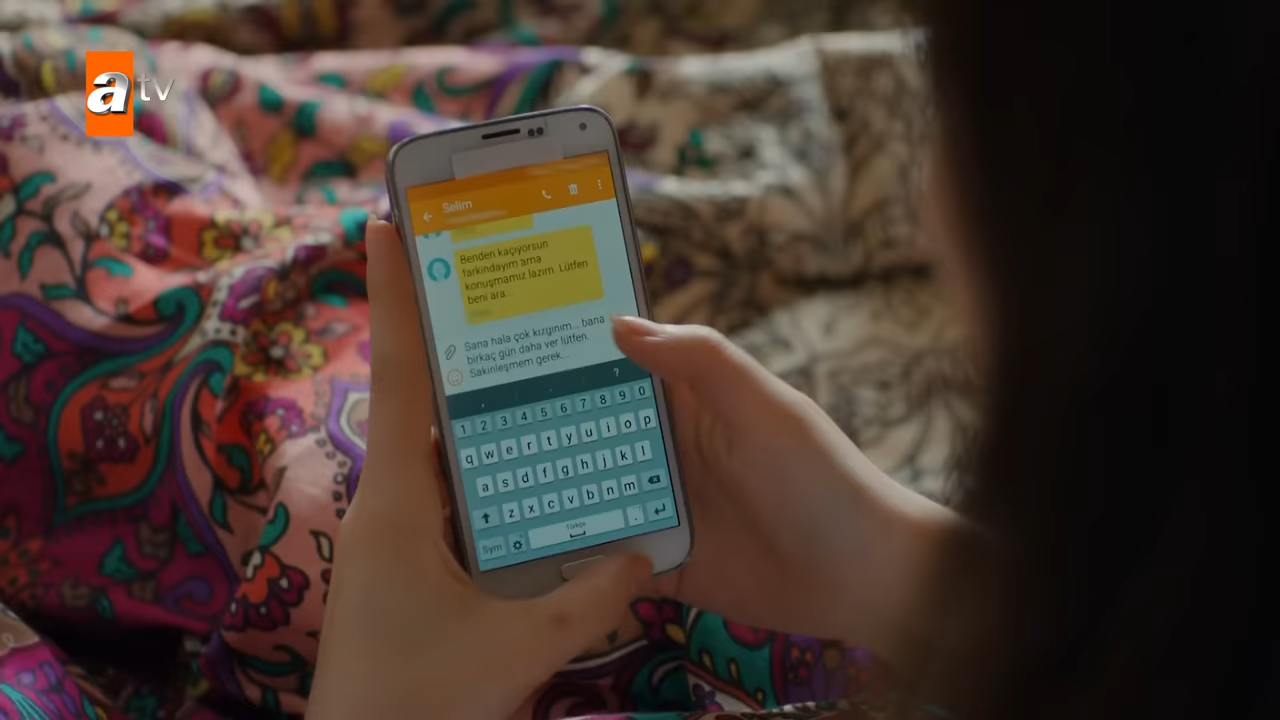 atv
Selim
Benden kaçıyorsun
farkındayım ama
konuşmamız lazım. Lütfen
beni ara...
Sana hala çok kızgınım... bana
birkaç gün daha ver lütfen.
Sakinleşmem gerek...
?
1 2 3 4 5 6 7 8 9 0
q w e r t y u i o p
a s d f g h j k l
z x c v b n m
Sym Türkçe .